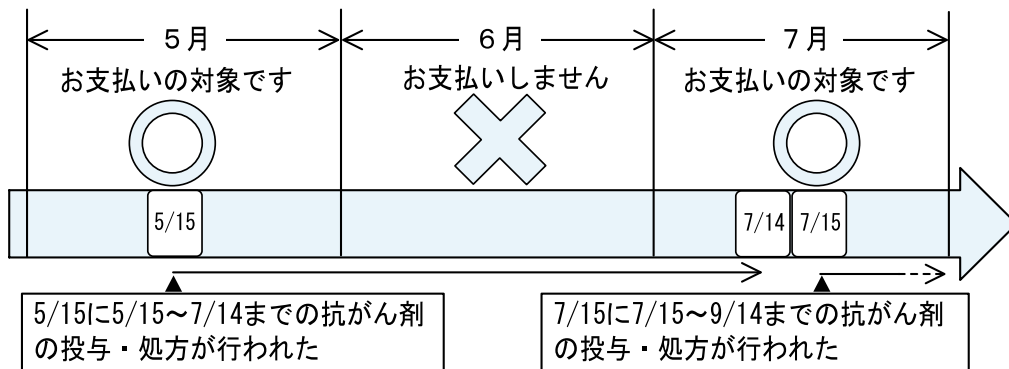 5月
6月
7月
お支払いの対象です
お支払いしません
お支払いの対象です
5/15
7/14
7/15
5/15に5/15～7/14までの抗がん剤
の投与・処方が行われた
7/15に7/15～9/14までの抗がん剤
の投与・処方が行われた